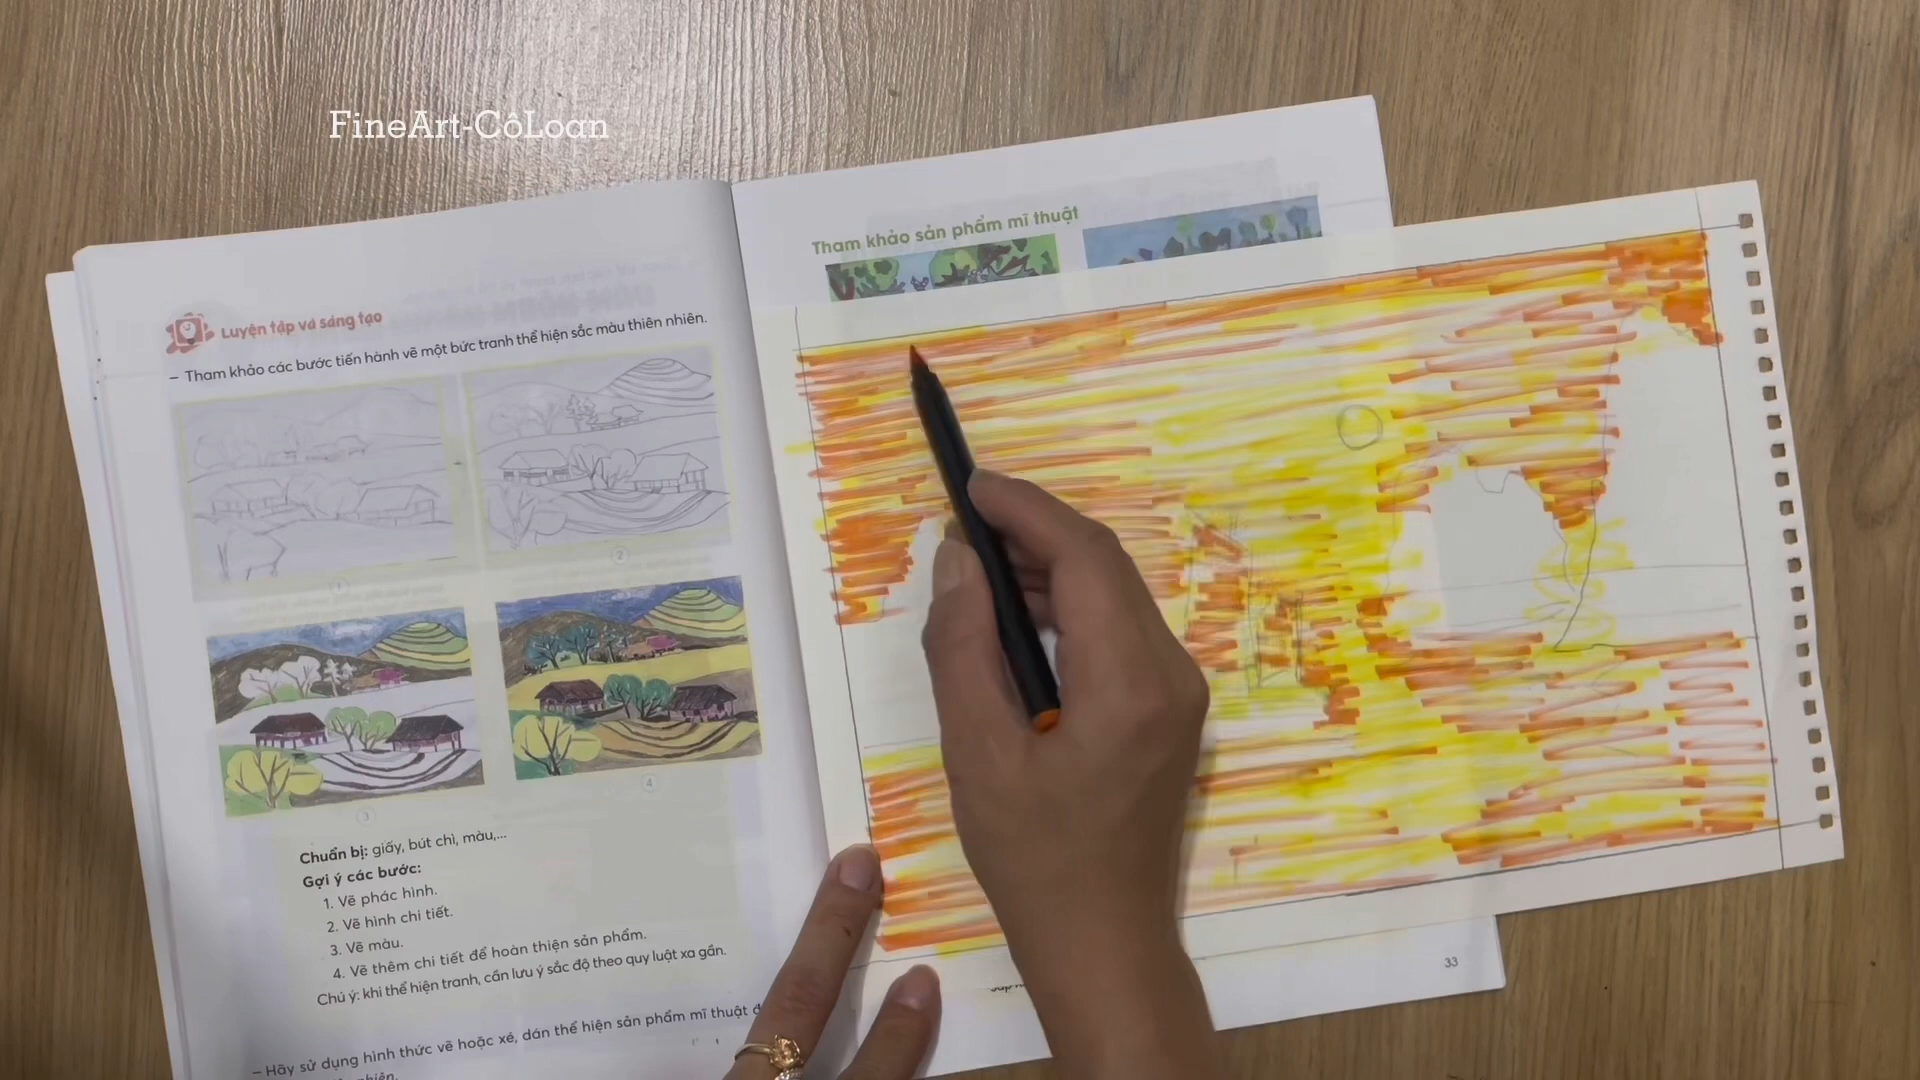 FineArt-CôLoan
Luyện tập và sáng tạo
– Tham khảo các bước tiến hành vẽ một bức tranh thể hiện sắc màu thiên nhiên.
1
2
3
4
Chuẩn bị: giấy, bút chì, màu,...
Gợi ý các bước:
1. Vẽ phác hình.
2. Vẽ hình chi tiết.
3. Vẽ màu.
4. Vẽ thêm chi tiết để hoàn thiện sản phẩm.
Chú ý: khi thể hiện tranh, cần lưu ý sắc độ theo quy luật xa gần.
– Hãy sử dụng hình thức vẽ hoặc xé, dán thể hiện sản phẩm mĩ thuật
Tham khảo sản phẩm mĩ thuật
33